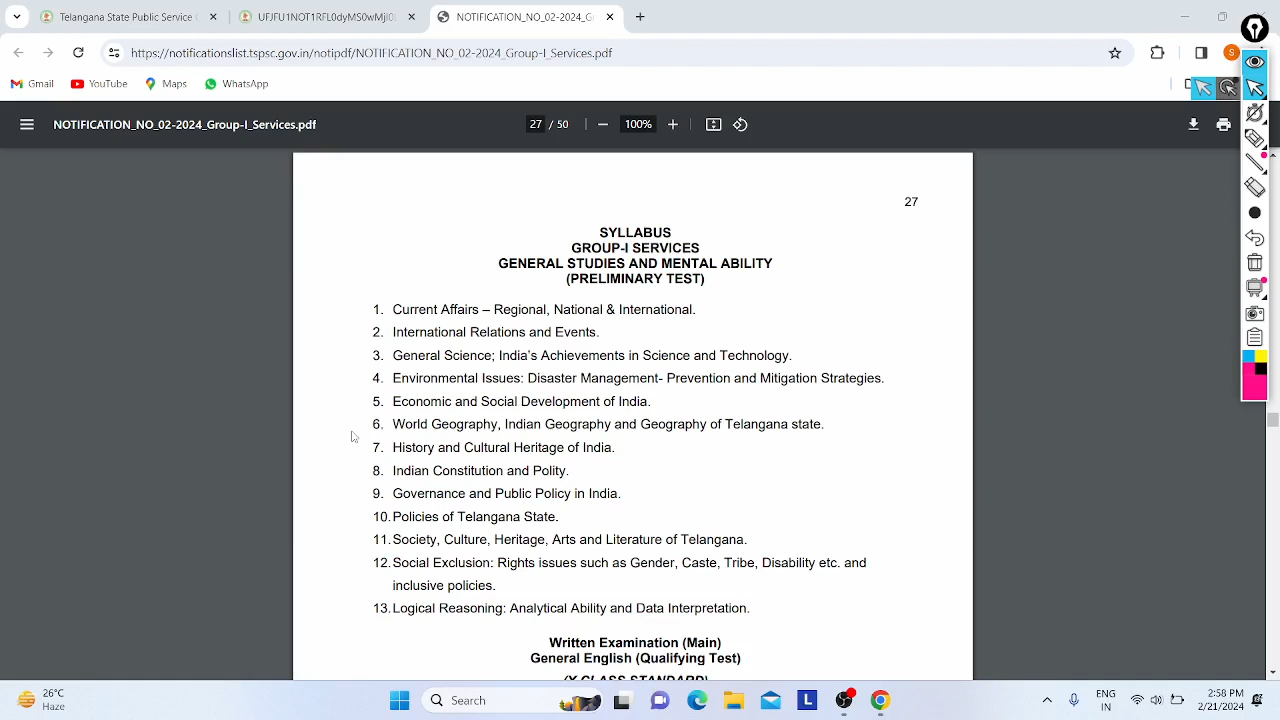 Telangana State Public Service
UFJFU1NOT1RFL0dyMS0wMjI0
NOTIFICATION_NO_02-2024_G
https://notificationslist.tspsc.gov.in/notipdf/NOTIFICATION_NO_02-2024_Group-I_Services.pdf
S
Gmail YouTube Maps WhatsApp
NOTIFICATION_NO_02-2024_Group-I_Services.pdf
27 / 50 100%
27
SYLLABUS
GROUP-I SERVICES
GENERAL STUDIES AND MENTAL ABILITY
(PRELIMINARY TEST)
1. Current Affairs – Regional, National & International.
2. International Relations and Events.
3. General Science; India's Achievements in Science and Technology.
4. Environmental Issues: Disaster Management- Prevention and Mitigation Strategies.
5. Economic and Social Development of India.
6. World Geography, Indian Geography and Geography of Telangana state.
7. History and Cultural Heritage of India.
8. Indian Constitution and Polity.
9. Governance and Public Policy in India.
10. Policies of Telangana State.
11. Society, Culture, Heritage, Arts and Literature of Telangana.
12. Social Exclusion: Rights issues such as Gender, Caste, Tribe, Disability etc. and
inclusive policies.
13. Logical Reasoning: Analytical Ability and Data Interpretation.
Written Examination (Main)
General English (Qualifying Test)
(X CLASS STANDARD)
26°C
Haze
Search
L
ENG
IN
2:58 PM
2/21/2024